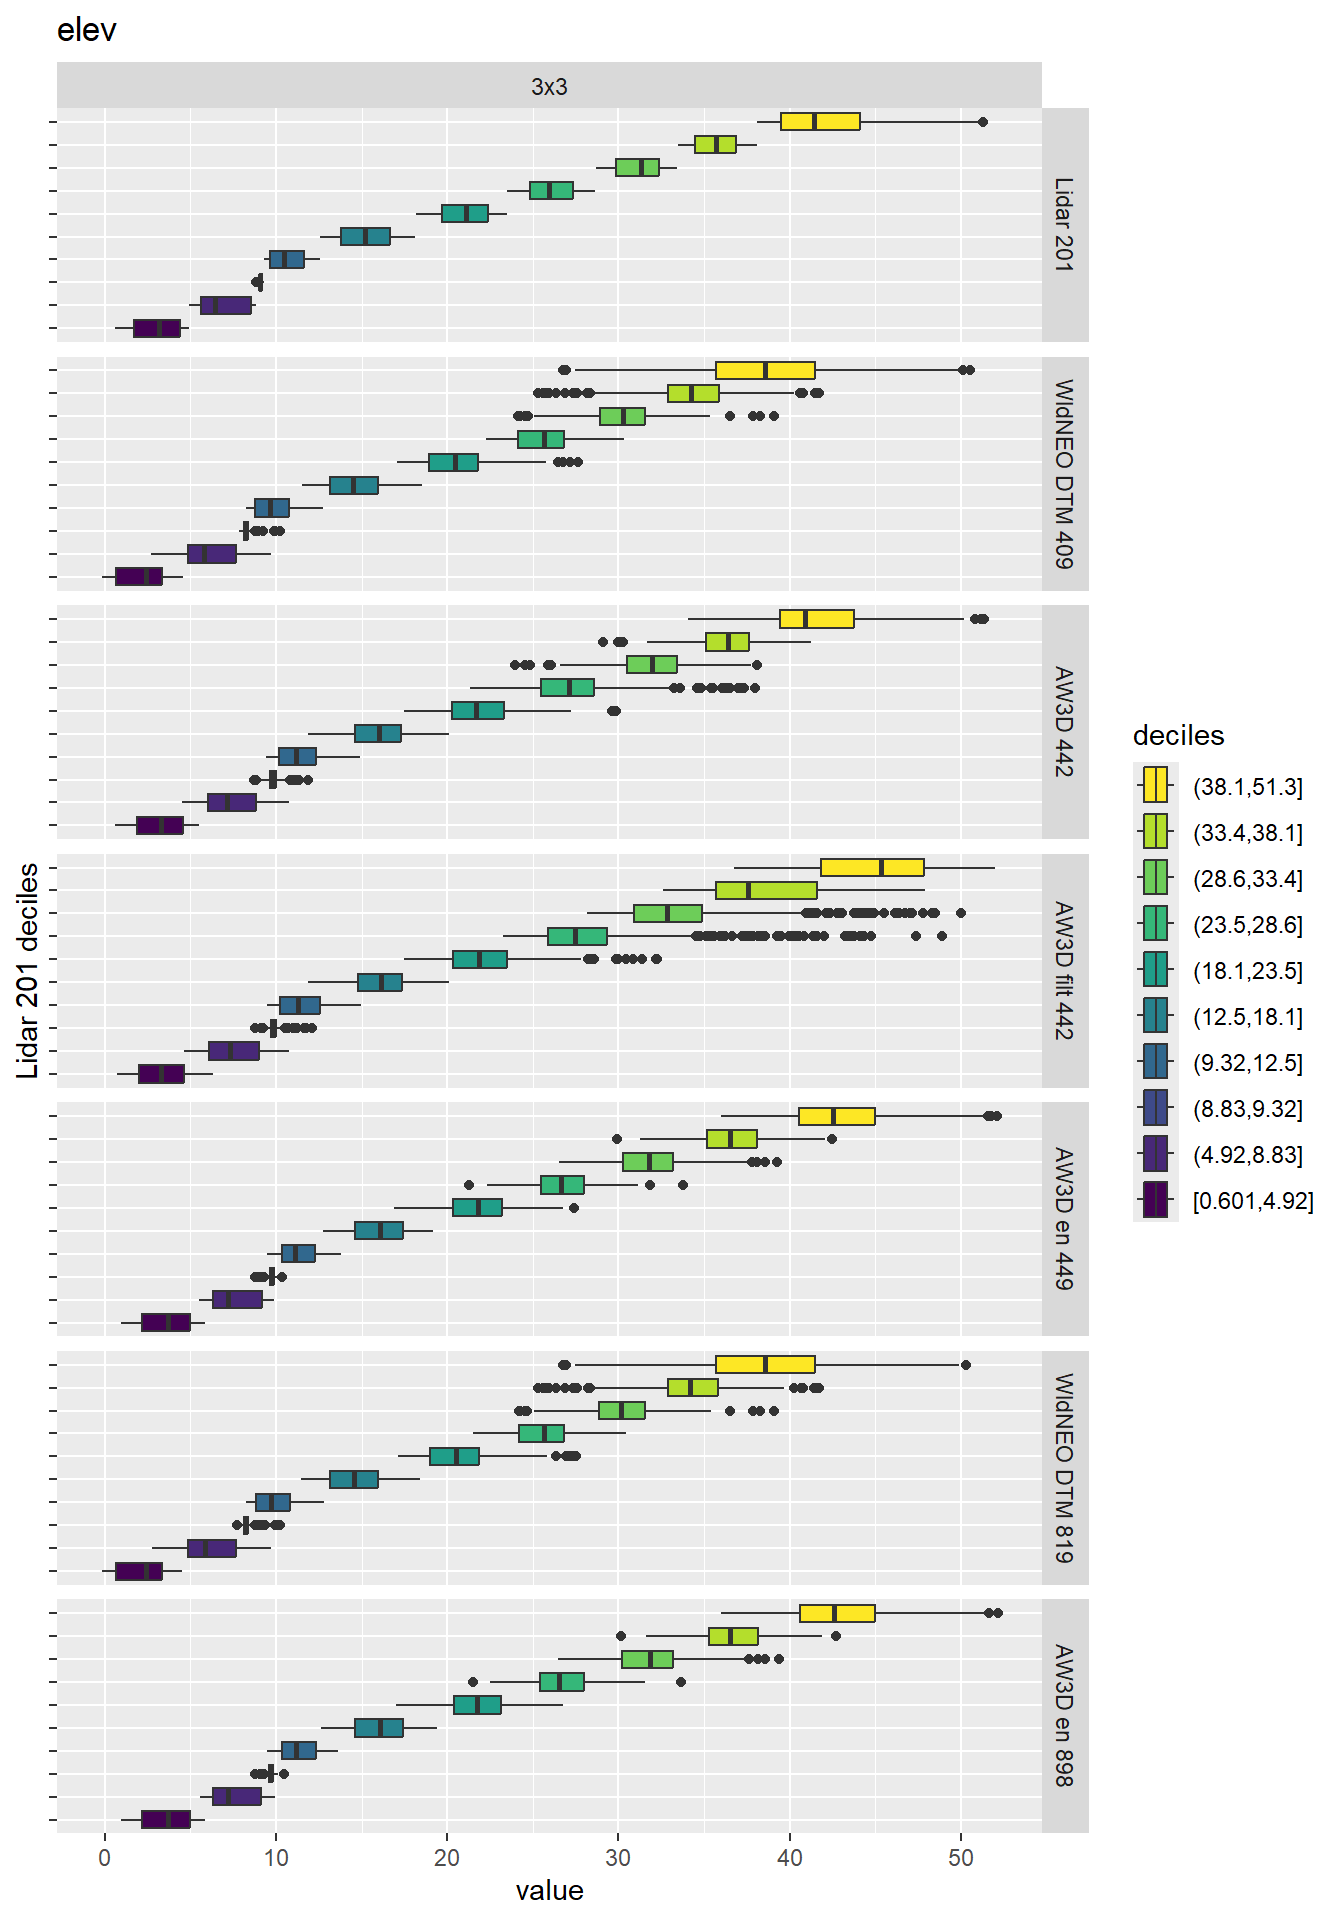 elev
3x3
Lidar 201
WldNEO DTM 409
AW3D 442
AW3D filt 442
AW3D en 449
WldNEO DTM 819
AW3D en 898
Lidar 201 deciles
0 10 20 30 40 50
value
deciles
(38.1,51.3]
(33.4,38.1]
(28.6,33.4]
(23.5,28.6]
(18.1,23.5]
(12.5,18.1]
(9.32,12.5]
(8.83,9.32]
(4.92,8.83]
[0.601,4.92]